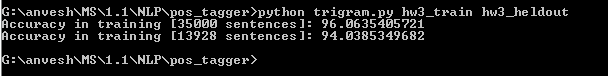 G:\anvesh\MS\1.1\NLP\pos_tagger>python trigram.py hw3_train hw3_heldout
Accuracy in training [35000 sentences]: 96.0635405721
Accuracy in training [13928 sentences]: 94.0385349682
G:\anvesh\MS\1.1\NLP\pos_tagger>